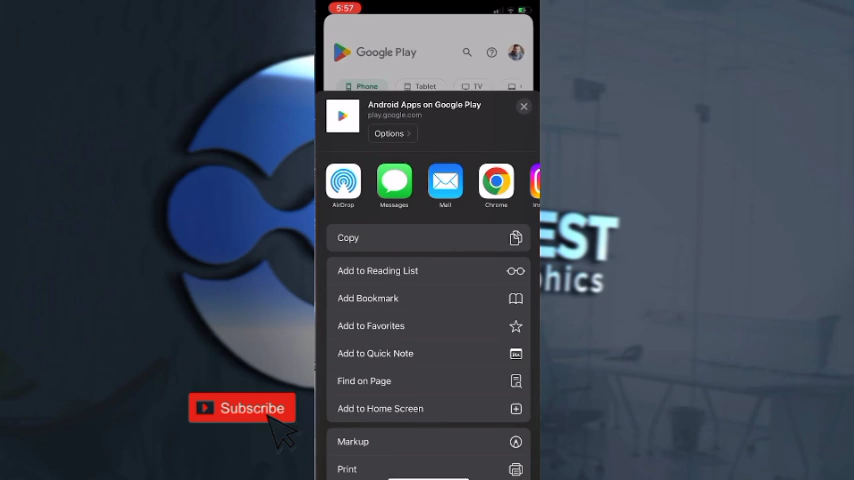 5:57
Google Play
Phone
Tablet
TV
Android Apps on Google Play
play.google.com
Options
AirDrop
Messages
Mail
Chrome
Copy
Add to Reading List
Add Bookmark
Add to Favorites
Add to Quick Note
Find on Page
Add to Home Screen
Markup
Print
EST
hics
Subscribe